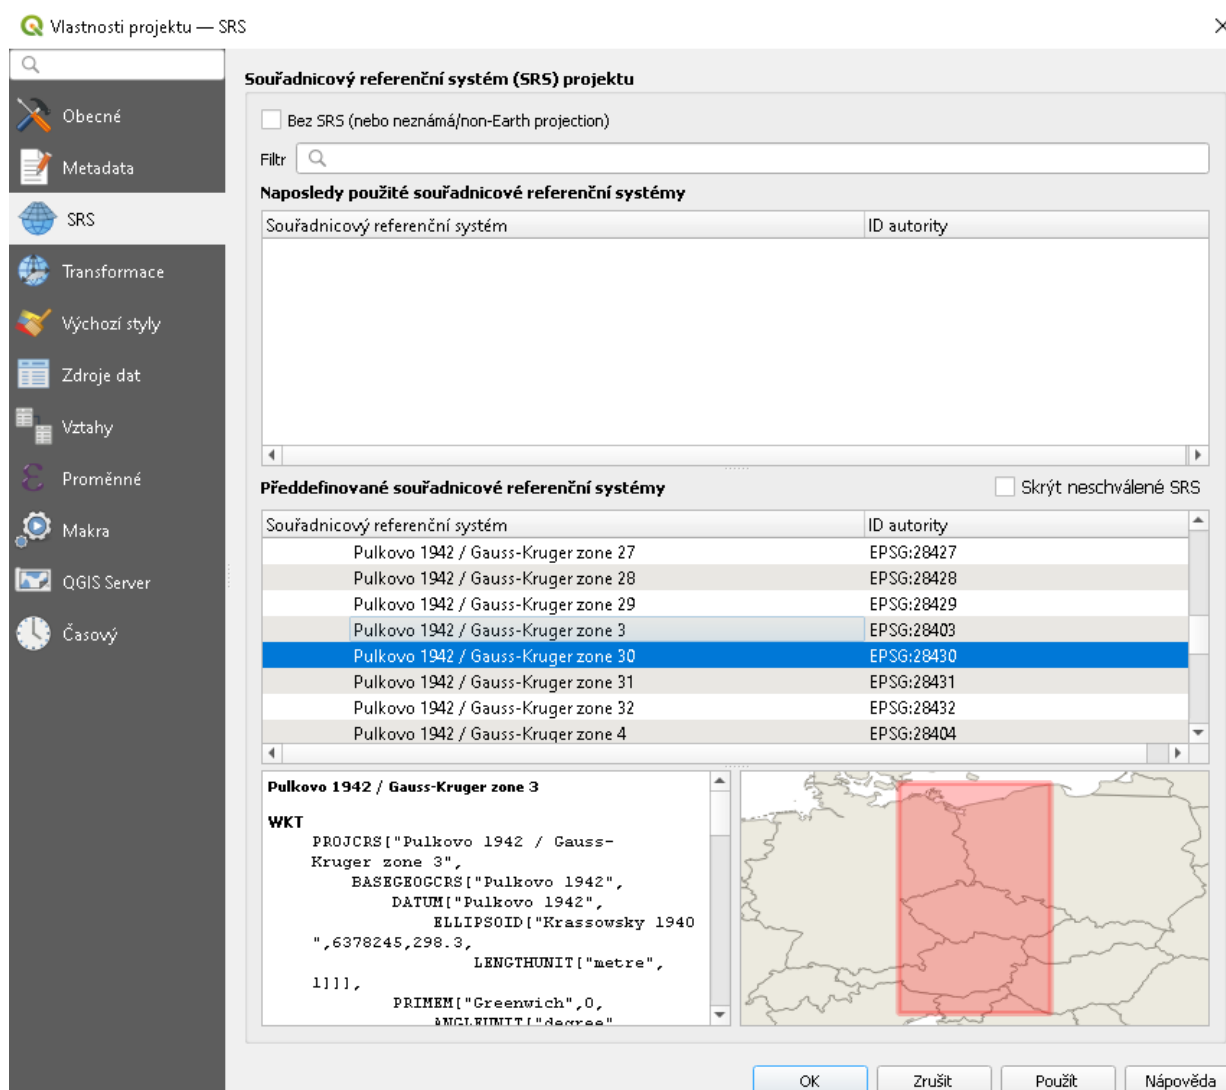 Vlastnosti projektu — SRS
Obecné
Metadata
SRS
Transformace
Výchozí styly
Zdroje dat
Vztahy
Proměnné
Makra
QGIS Server
Časový
Souřadnicový referenční systém (SRS) projektu
Bez SRS (nebo neznámá/non-Earth projection)
Filtr
Naposledy použité souřadnicové referenční systémy
Souřadnicový referenční systém ID autority
Předdefinované souřadnicové referenční systémy Skrýt neschválené SRS
Souřadnicový referenční systém ID autority
Pulkovo 1942 / Gauss-Kruger zone 27 EPSG:28427
Pulkovo 1942 / Gauss-Kruger zone 28 EPSG:28428
Pulkovo 1942 / Gauss-Kruger zone 29 EPSG:28429
Pulkovo 1942 / Gauss-Kruger zone 3 EPSG:28403
Pulkovo 1942 / Gauss-Kruger zone 30 EPSG:28430
Pulkovo 1942 / Gauss-Kruger zone 31 EPSG:28431
Pulkovo 1942 / Gauss-Kruger zone 32 EPSG:28432
Pulkovo 1942 / Gauss-Kruger zone 4 EPSG:28404
Pulkovo 1942 / Gauss-Kruger zone 3
WKT
PROJCRS["Pulkovo 1942 / Gauss-
Kruger zone 3",
BASEGEOGCRS["Pulkovo 1942",
DATUM["Pulkovo 1942",
ELLIPSOID["Krassowsky 1940
",6378245,298.3,
LENGTHUNIT["metre",
1]]],
PRIMEM["Greenwich",0,
ANGLEUNIT["degree"
OK Zrušit Použít Nápověda